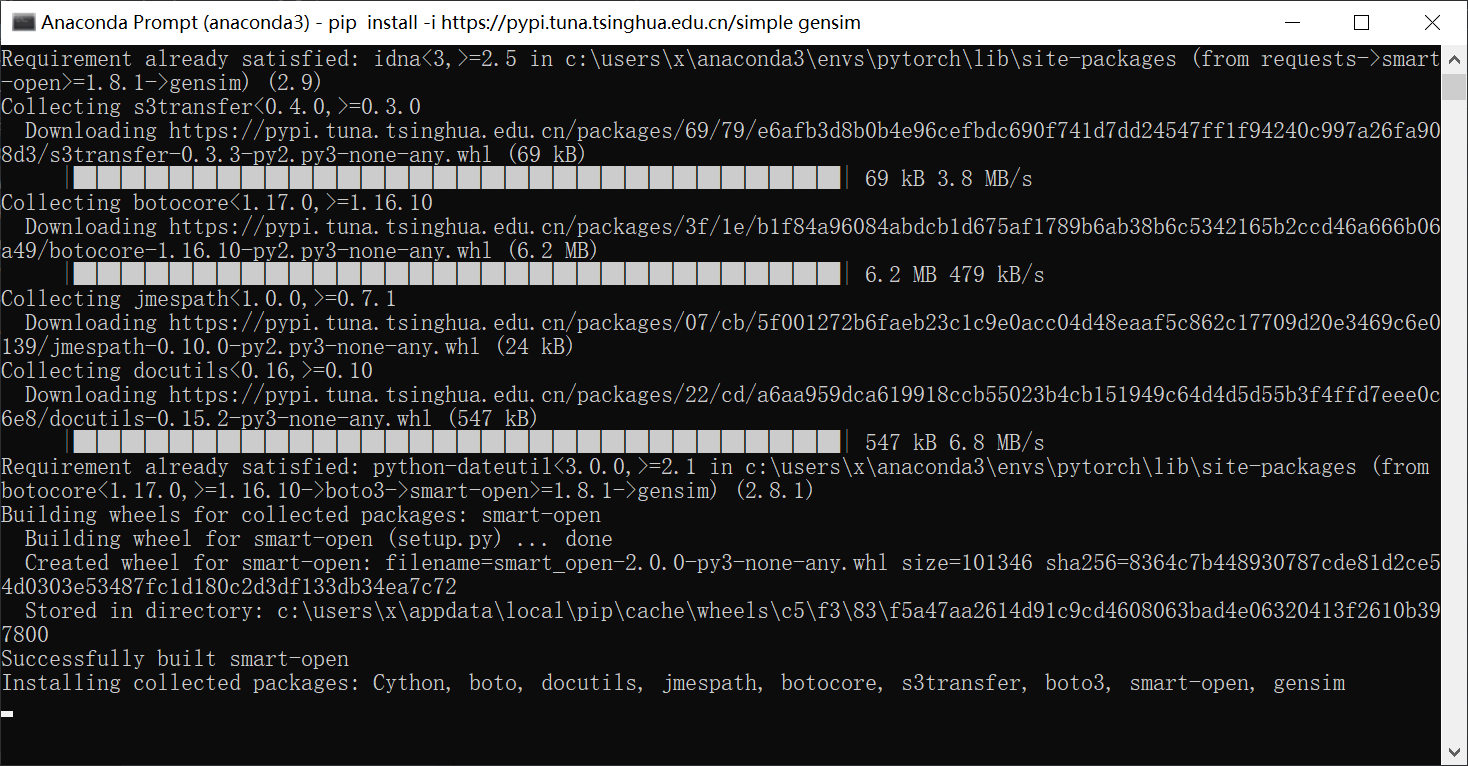 Anaconda Prompt (anaconda3) - pip  install -i https://pypi.tuna.tsinghua.edu.cn/simple gensim
Requirement already satisfied: idna<3,>=2.5 in c:\users\x\anaconda3\envs\pytorch\lib\site-packages (from requests->smart
-open>=1.8.1->gensim) (2.9)
Collecting s3transfer<0.4.0,>=0.3.0
  Downloading https://pypi.tuna.tsinghua.edu.cn/packages/69/79/e6afb3d8b0b4e96cefbdc690f741d7dd24547ff1f94240c997a26fa90
8d3/s3transfer-0.3.3-py2.py3-none-any.whl (69 kB)
69 kB 3.8 MB/s
Collecting botocore<1.17.0,>=1.16.10
  Downloading https://pypi.tuna.tsinghua.edu.cn/packages/3f/1e/b1f84a96084abdcb1d675af1789b6ab38b6c5342165b2ccd46a666b06
a49/botocore-1.16.10-py2.py3-none-any.whl (6.2 MB)
6.2 MB 479 kB/s
Collecting jmespath<1.0.0,>=0.7.1
  Downloading https://pypi.tuna.tsinghua.edu.cn/packages/07/cb/5f001272b6faeb23c1c9e0acc04d48eaaf5c862c17709d20e3469c6e0
139/jmespath-0.10.0-py2.py3-none-any.whl (24 kB)
Collecting docutils<0.16,>=0.10
  Downloading https://pypi.tuna.tsinghua.edu.cn/packages/22/cd/a6aa959dca619918ccb55023b4cb151949c64d4d5d55b3f4ffd7eee0c
6e8/docutils-0.15.2-py3-none-any.whl (547 kB)
547 kB 6.8 MB/s
Requirement already satisfied: python-dateutil<3.0.0,>=2.1 in c:\users\x\anaconda3\envs\pytorch\lib\site-packages (from
botocore<1.17.0,>=1.16.10->boto3->smart-open>=1.8.1->gensim) (2.8.1)
Building wheels for collected packages: smart-open
  Building wheel for smart-open (setup.py) ... done
  Created wheel for smart-open: filename=smart_open-2.0.0-py3-none-any.whl size=101346 sha256=8364c7b448930787cde81d2ce5
4d0303e53487fc1d180c2d3df133db34ea7c72
  Stored in directory: c:\users\x\appdata\local\pip\cache\wheels\c5\f3\83\f5a47aa2614d91c9cd4608063bad4e06320413f2610b39
7800
Successfully built smart-open
Installing collected packages: Cython, boto, docutils, jmespath, botocore, s3transfer, boto3, smart-open, gensim